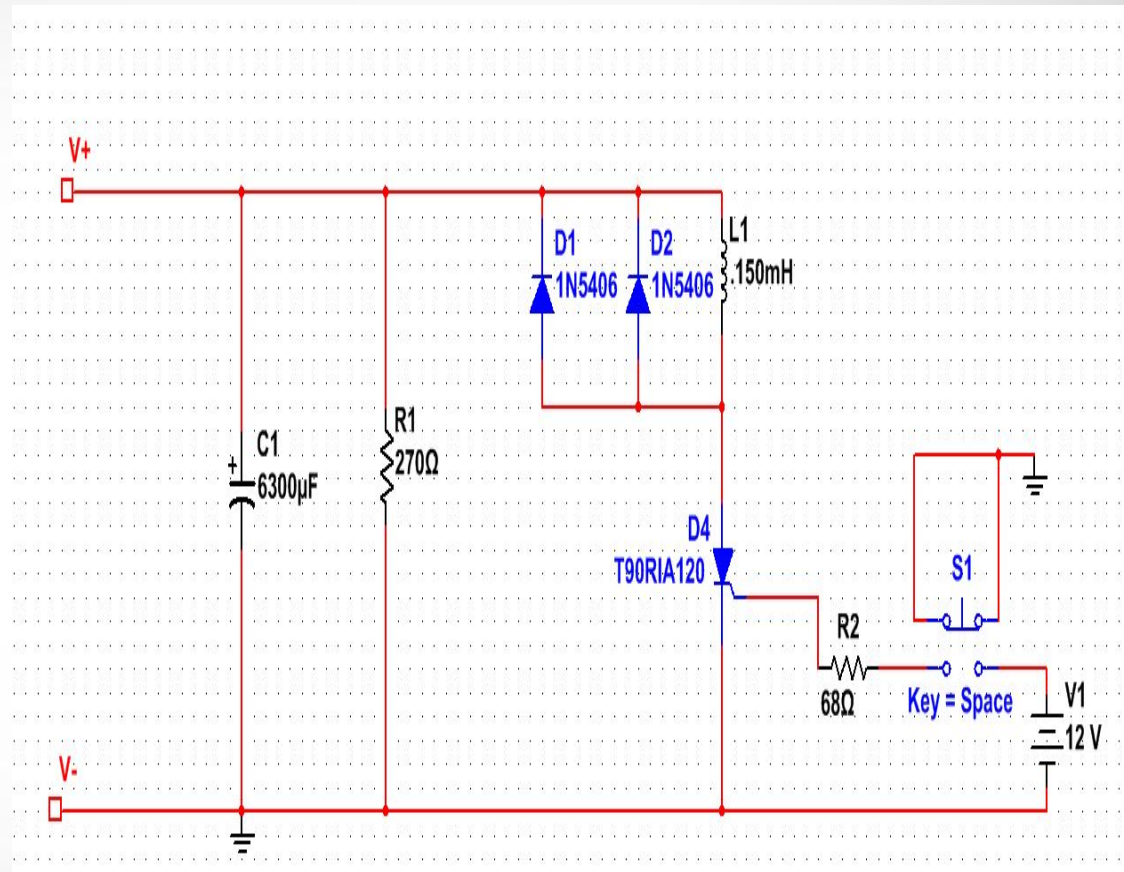 V+
L1
.150mH
D1
1N5406
D2
1N5406
R1
270Ω
C1
+
6300µF
D4
T90RIA120
S1
R2
68Ω
Key = Space
V1
12 V
V-